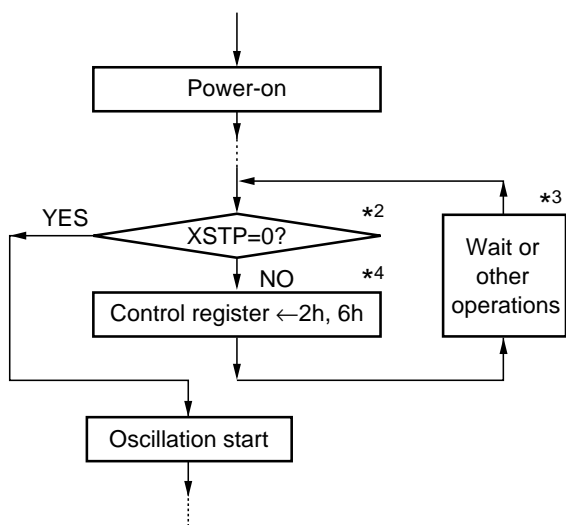 Power-on
YES
XSTP=0?
*2
NO
*4
Control register ←2h, 6h
*3
Wait or
other
operations
Oscillation start